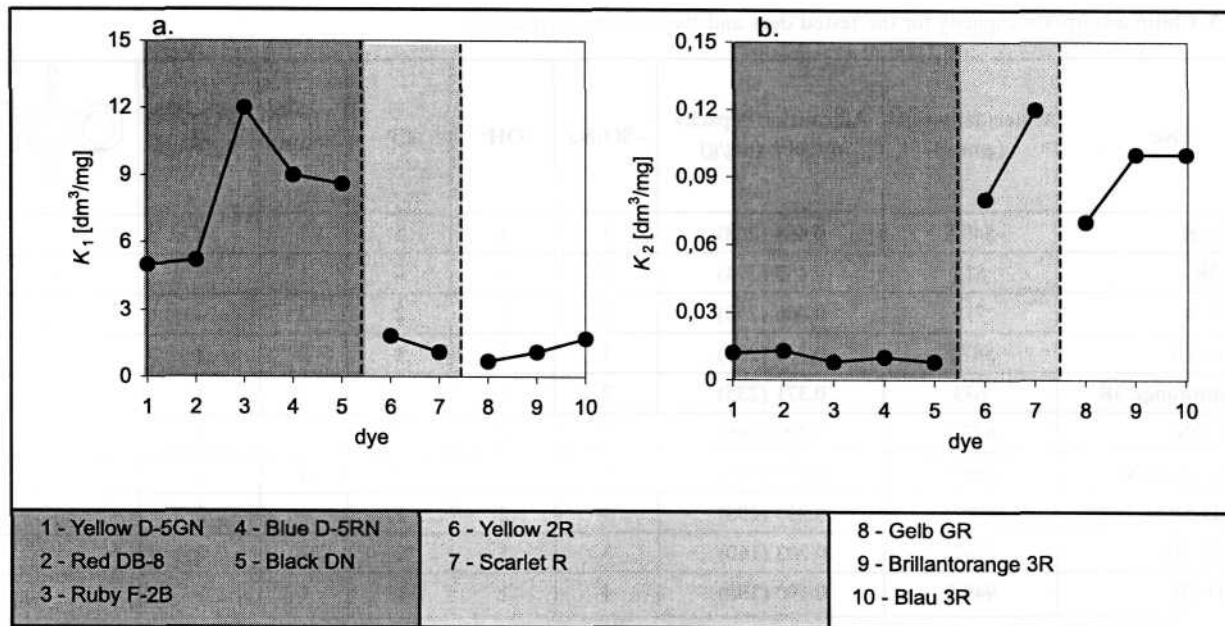 a.
15
12
9
6
3
0
K1 [dm³/mg]
1 2 3 4 5 6 7 8 9 10
dye
b.
0,15
0,12
0,09
0,06
0,03
0
K2 [dm³/mg]
1 2 3 4 5 6 7 8 9 10
dye
1 - Yellow D-5GN
2 - Red DB-8
3 - Ruby F-2B
4 - Blue D-5RN
5 - Black DN
6 - Yellow 2R
7 - Scarlet R
8 - Gelb GR
9 - Brillantorange 3R
10 - Blau 3R